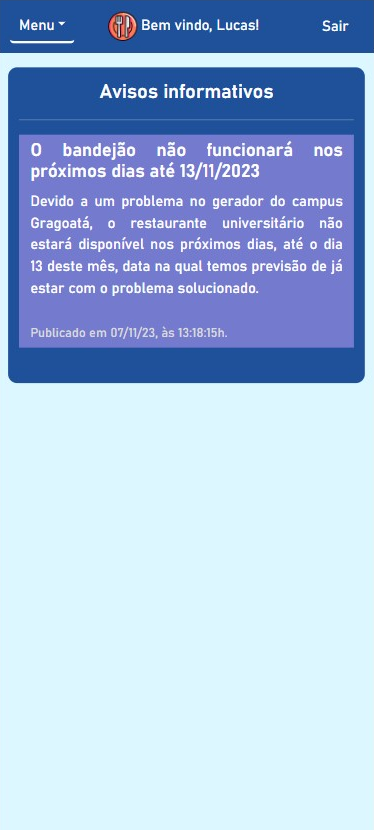 Menu Bem vindo, Lucas! Sair
Avisos informativos
O bandejão não funcionará nos
próximos dias até 13/11/2023
Devido a um problema no gerador do campus
Gragoatá, o restaurante universitário não
estará disponível nos próximos dias, até o dia
13 deste mês, data na qual temos previsão de já
estar com o problema solucionado.
Publicado em 07/11/23, às 13:18:15h.